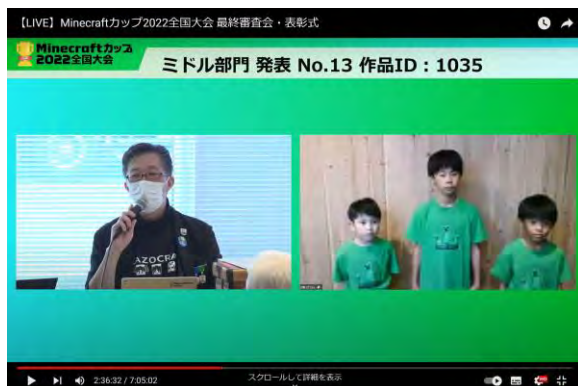 【LIVE】Minecraftカップ2022全国大会 最終審査会・表彰式
Minecraftカップ
2022全国大会
ミドル部門 発表 No.13 作品ID：1035
AZOCRA
2:36:32 / 7:05:02
スクロールして詳細を表示